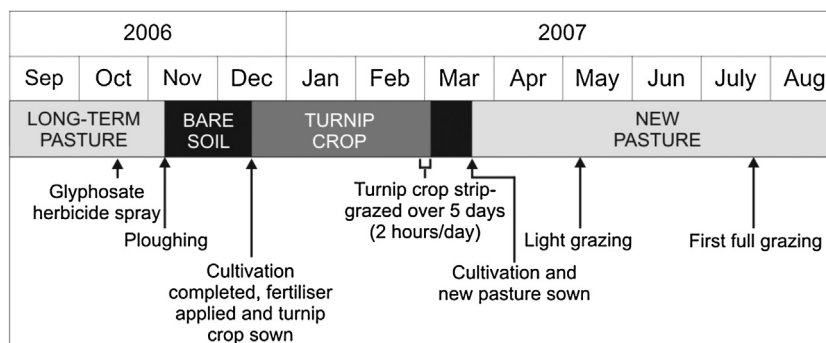 2006 2007
Sep Oct Nov Dec Jan Feb Mar Apr May Jun July Aug
LONG-TERM
PASTURE
BARE
SOIL
TURNIP
CROP
NEW
PASTURE
Glyphosate
herbicide spray
Ploughing
Cultivation
completed, fertiliser
applied and turnip
crop sown
Turnip crop strip-
grazed over 5 days
(2 hours/day)
Cultivation and
new pasture sown
Light grazing
First full grazing